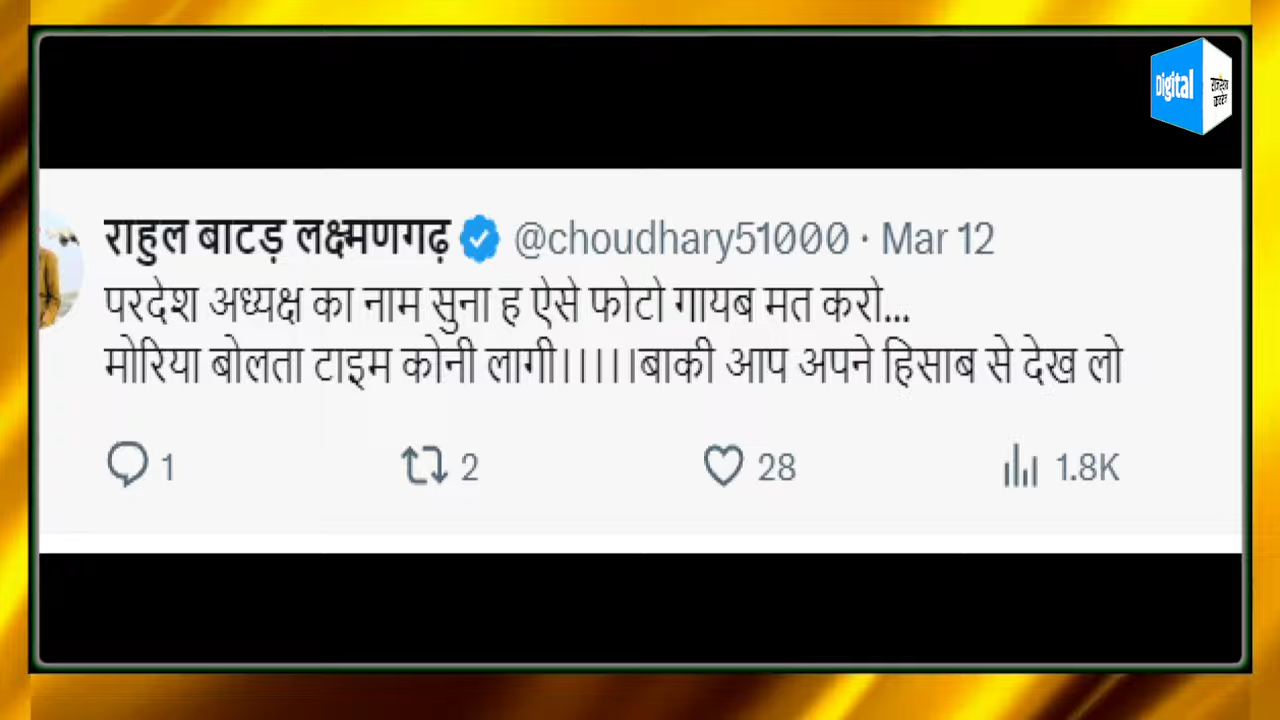 Digital
राजस्थान
राहुल बाटड़ लक्ष्मणगढ़ @choudhary51000 · Mar 12
परदेश अध्यक्ष का नाम सुना ह ऐसे फोटो गायब मत करो...
मोरिया बोलता टाइम कोनी लागी।।।।।बाकी आप अपने हिसाब से देख लो
1 2 28 1.8K